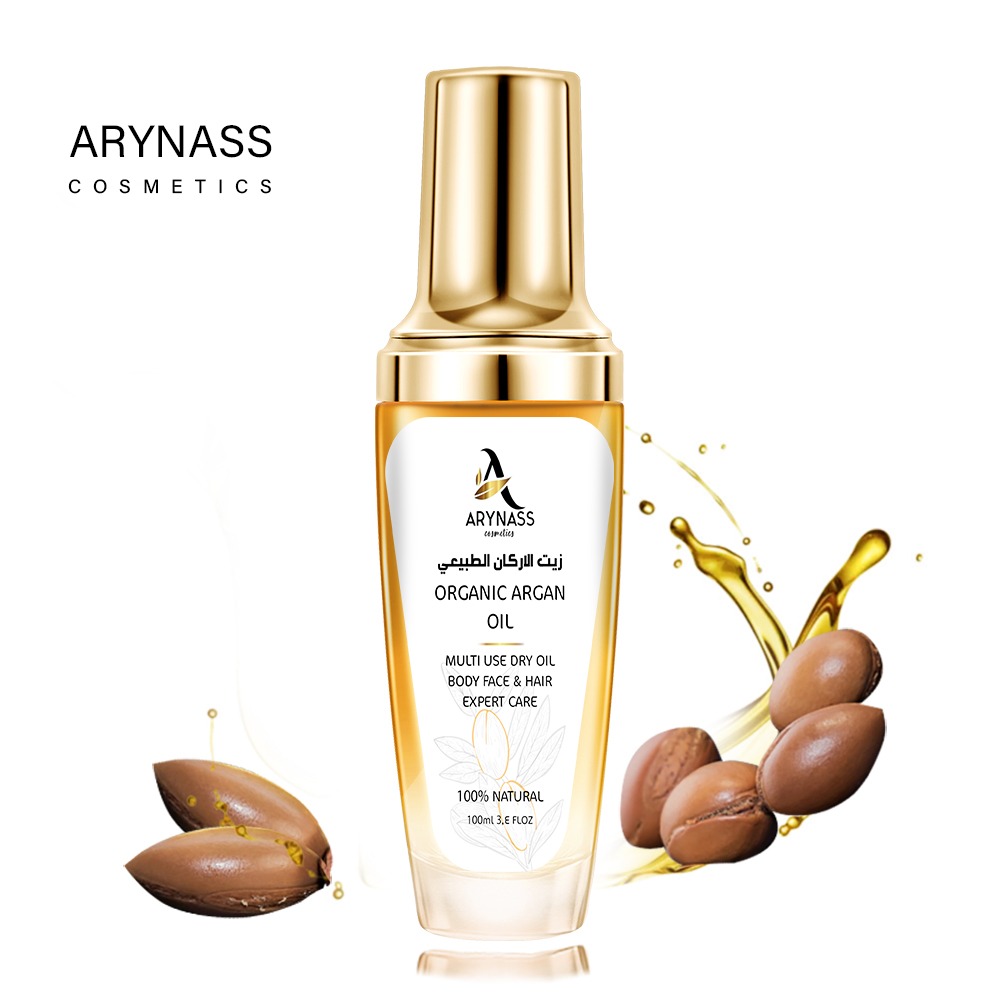 ARYNASS
COSMETICS
ARYNASS
cosmetics
زيت الاركان الطبيعي
ORGANIC ARGAN
OIL
MULTI USE DRY OIL
BODY FACE & HAIR
EXPERT CARE
100% NATURAL
100ml 3,E FLOZ